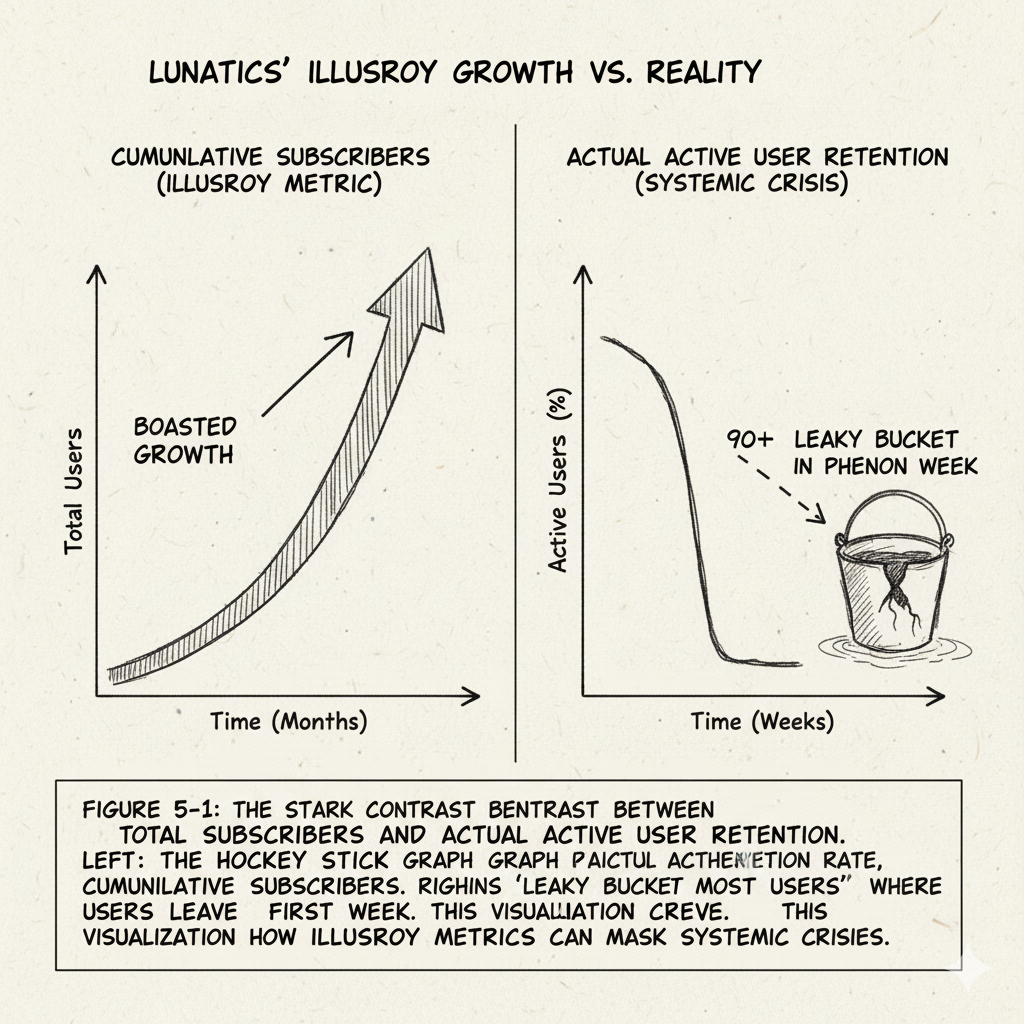 LUNATICS' ILLUSROY GROWTH VS. REALITY
CUMUNLATIVE SUBSCRIBERS
(ILLUSROY METRIC)
Total Users
BOASTED
GROWTH
Time (Months)
ACTUAL ACTIVE USER RETENTION
(SYSTEMIC CRISIS)
Active Users (%)
90+ LEAKY BUCKET
IN PHENON WEEK
Time (Weeks)
FIGURE 5-1: THE STARK CONTRAST BENTRAST BETWEEN
TOTAL SUBSCRIBERS AND ACTUAL ACTIVE USER RETENTION.
LEFT: THE HOCKEY STICK GRAPH GRAPH PAICTUL RATE,
CUMUNILATIVE SUBSCRIBERS. RIGHINS 'LEAKY BUCKET MOST USERS" WHERE
USERS LEAVE FIRST WEEK. THIS CREVE. THIS
VISUALIZATION HOW ILLUSROY METRICS CAN MASK SYSTEMIC CRISIES.